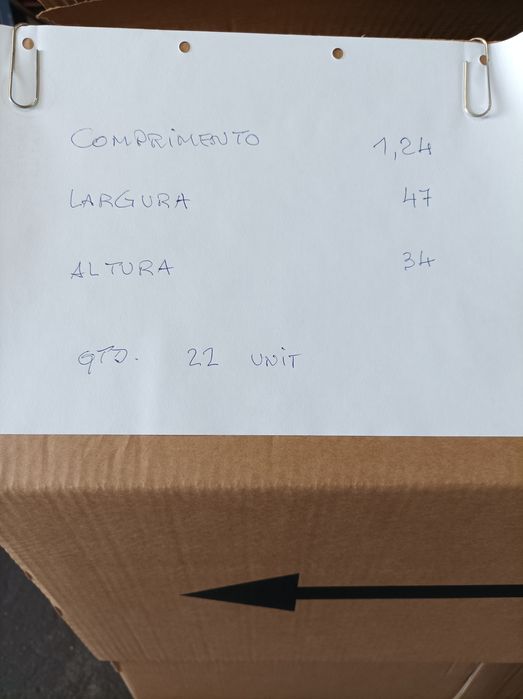 COMPRIMENTO 1,24
LARGURA 47
ALTURA 34
QTD. 22 UNIT